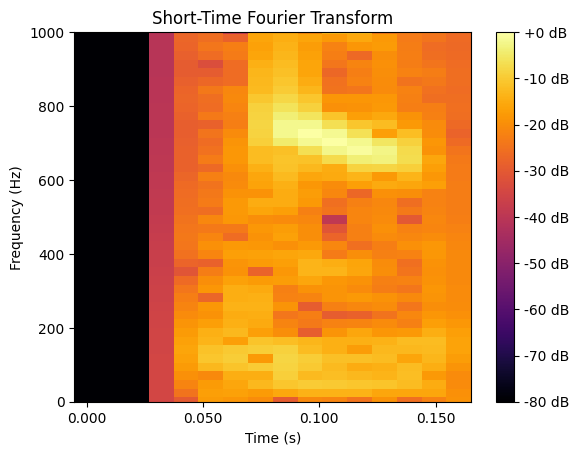 Short-Time Fourier Transform
1000
800
600
400
200
0
Frequency (Hz)
0.000
0.050
0.100
0.150
Time (s)
+0 dB
-10 dB
-20 dB
-30 dB
-40 dB
-50 dB
-60 dB
-70 dB
-80 dB